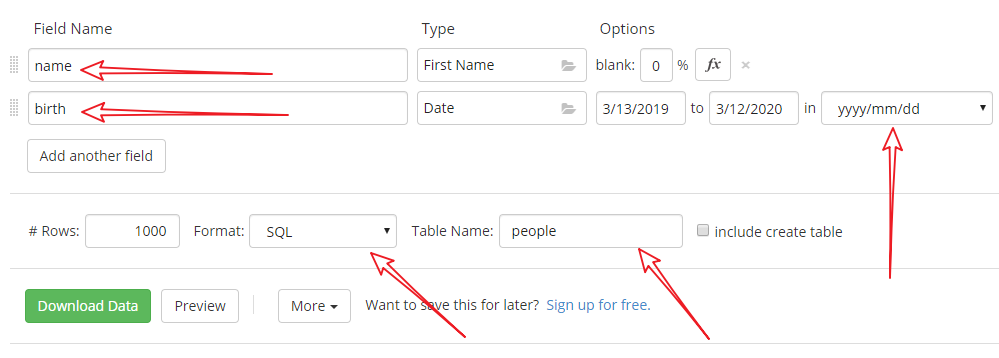 Field Name Type Options
name First Name blank: 0 % fx ×
birth Date 3/13/2019 to 3/12/2020 in yyyy/mm/dd
Add another field
# Rows: 1000 Format: SQL Table Name: people include create table
Download Data Preview More Want to save this for later? Sign up for free.